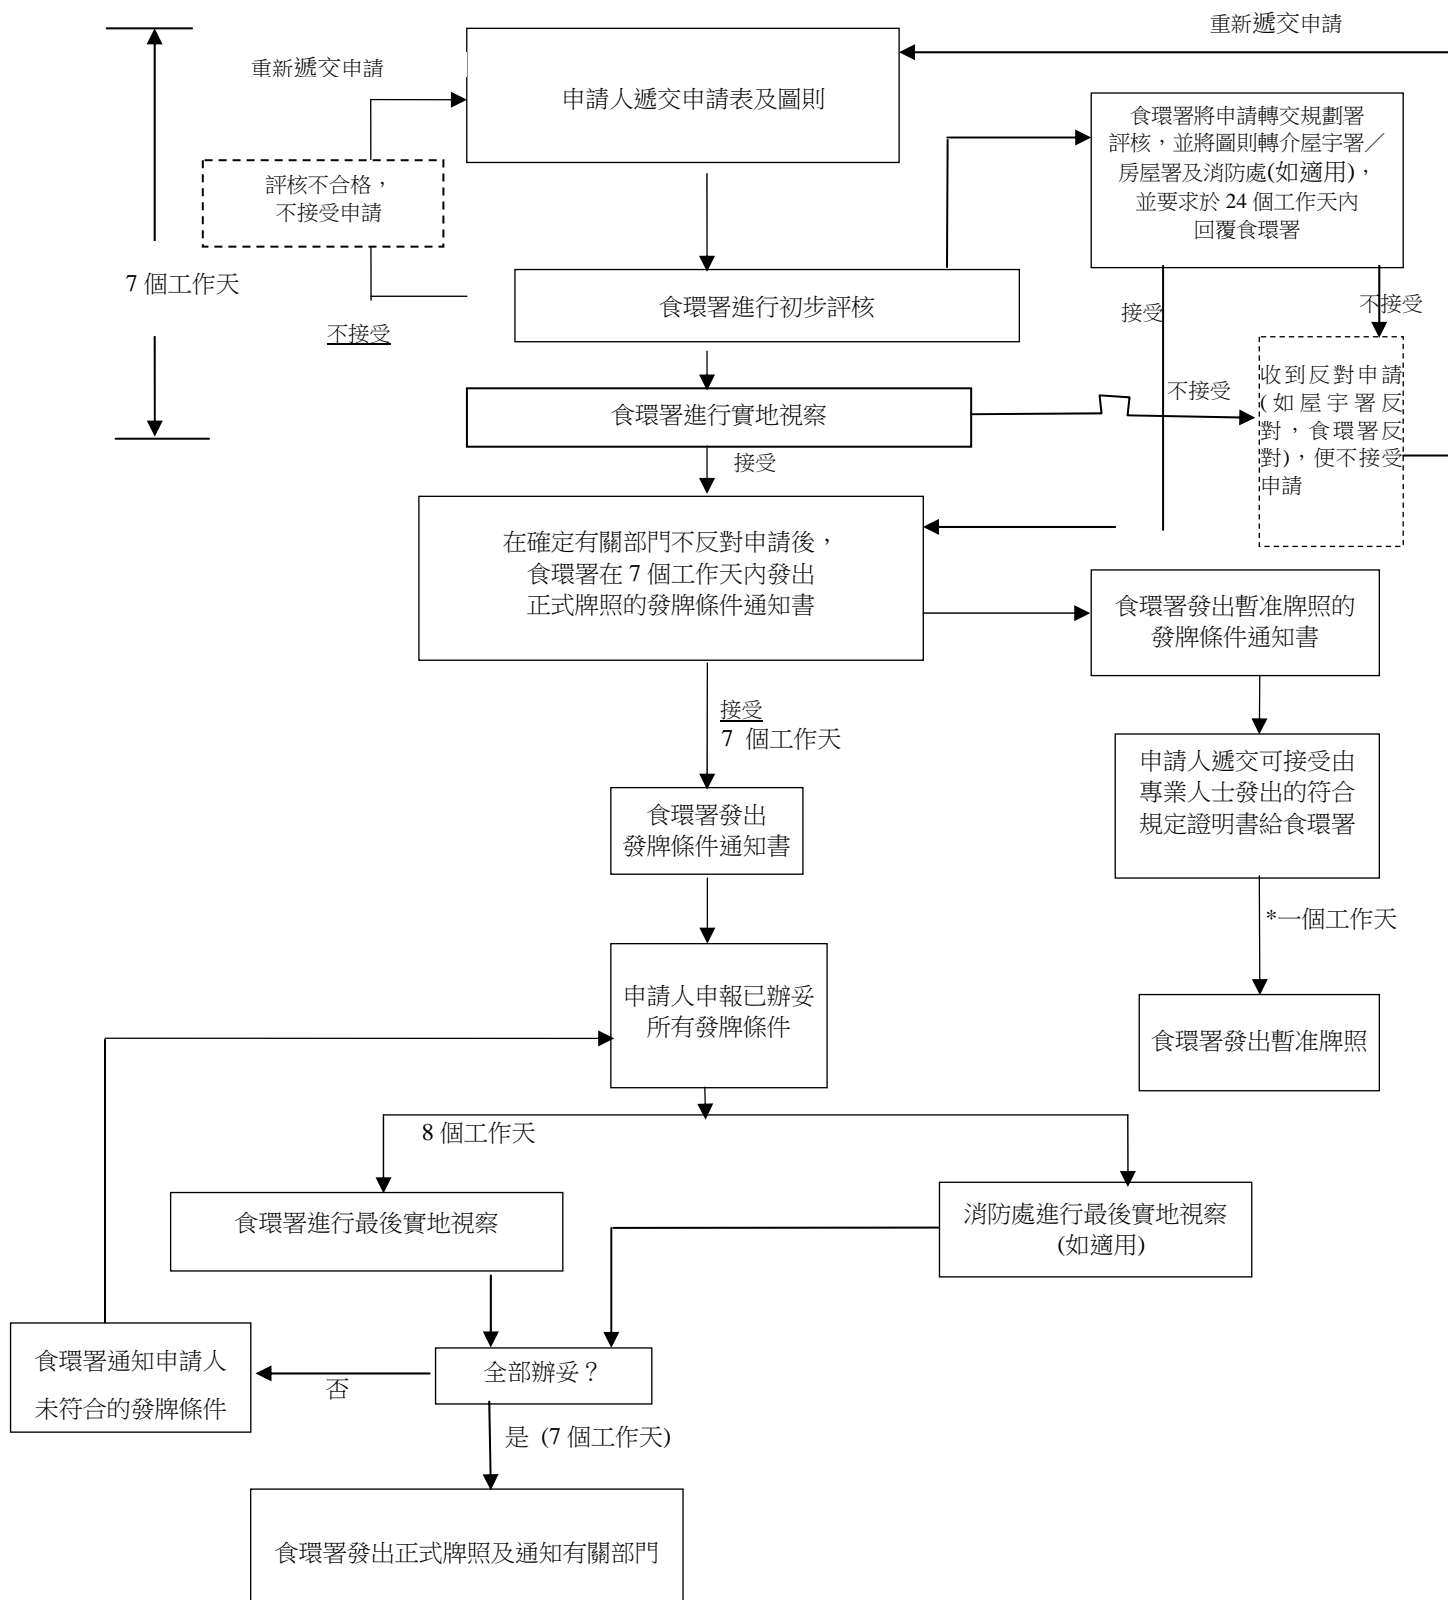 重新遞交申請
重新遞交申請
申請人遞交申請表及圖則
食環署將申請轉交規劃署
評核，並將圖則轉介屋宇署／
房屋署及消防處(如適用)，
並要求於 24 個工作天內
回覆食環署
評核不合格，
不接受申請
7 個工作天
食環署進行初步評核
不接受
接受
不接受
食環署進行實地視察
不接受
收到反對申請
(如屋宇署反
對，食環署反
對)，便不接受
申請
接受
在確定有關部門不反對申請後，
食環署在 7 個工作天內發出
正式牌照的發牌條件通知書
食環署發出暫准牌照的
發牌條件通知書
接受
7 個工作天
申請人遞交可接受由
專業人士發出的符合
規定證明書給食環署
食環署發出
發牌條件通知書
*一個工作天
申請人申報已辦妥
所有發牌條件
食環署發出暫准牌照
8 個工作天
食環署進行最後實地視察
消防處進行最後實地視察
(如適用)
食環署通知申請人
未符合的發牌條件
否
全部辦妥？
是 (7 個工作天)
食環署發出正式牌照及通知有關部門